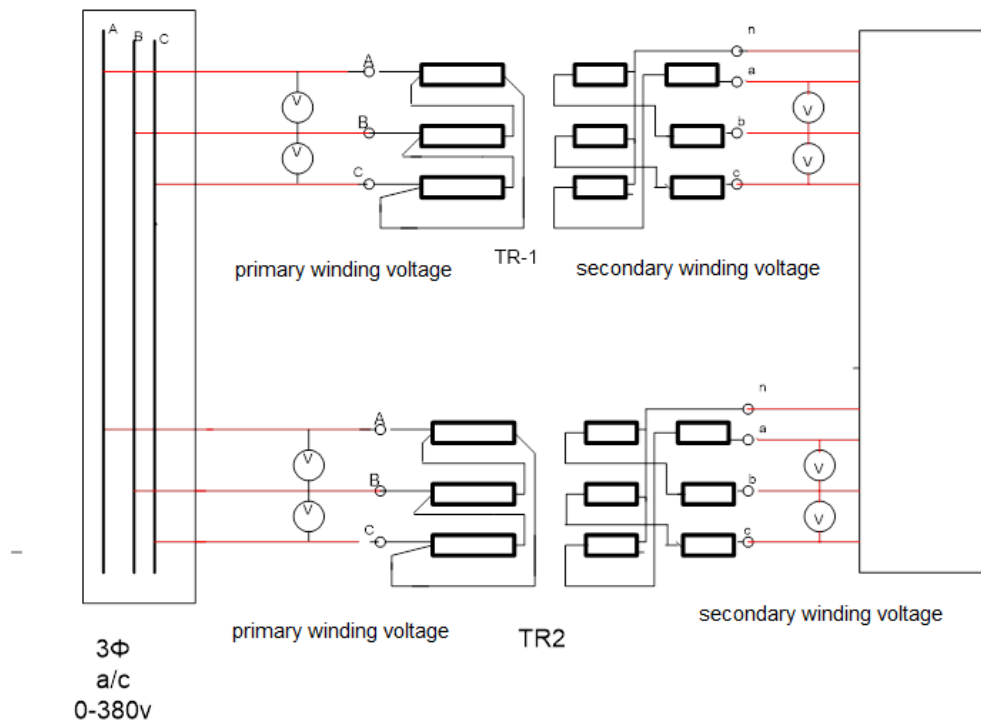 A B C
A
B
C
V
V
n
a
b
c
V
V
TR-1
primary winding voltage
secondary winding voltage
A
B
C
V
V
n
a
b
c
V
V
primary winding voltage
TR2
secondary winding voltage
3Φ
a/c
0-380v